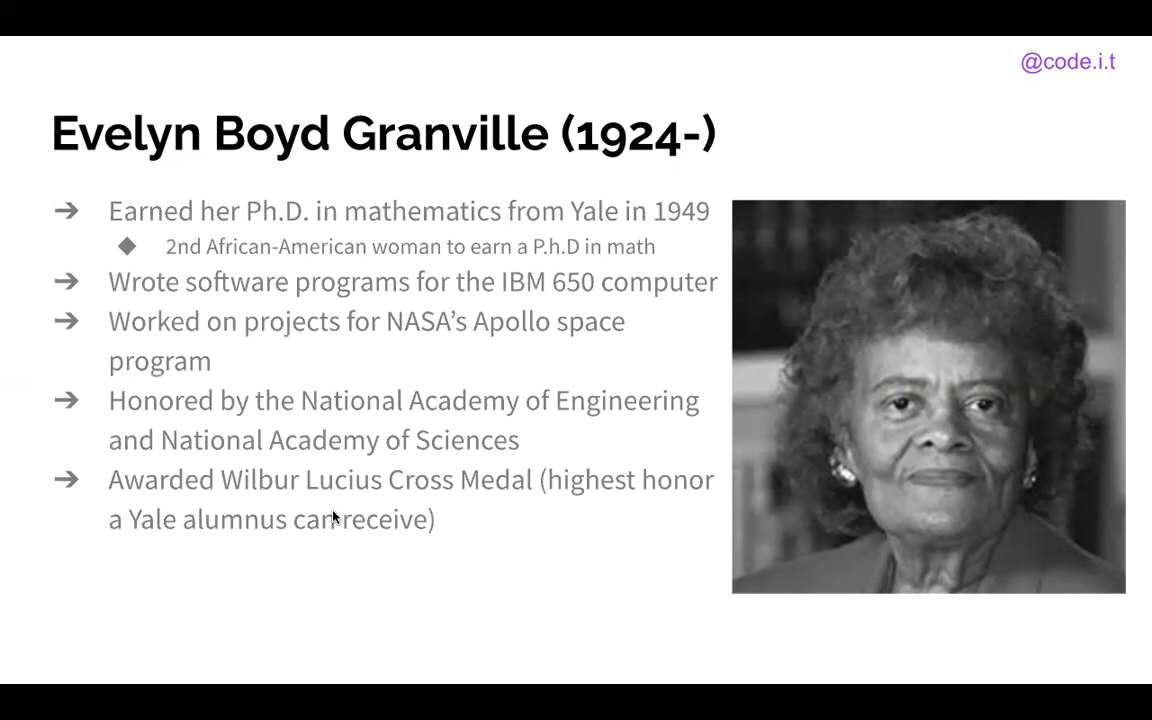 @code.i.t
Evelyn Boyd Granville (1924-)
➔ Earned her Ph.D. in mathematics from Yale in 1949
◆ 2nd African-American woman to earn a P.h.D in math
➔ Wrote software programs for the IBM 650 computer
➔ Worked on projects for NASA’s Apollo space
program
➔ Honored by the National Academy of Engineering
and National Academy of Sciences
➔ Awarded Wilbur Lucius Cross Medal (highest honor
a Yale alumnus can receive)